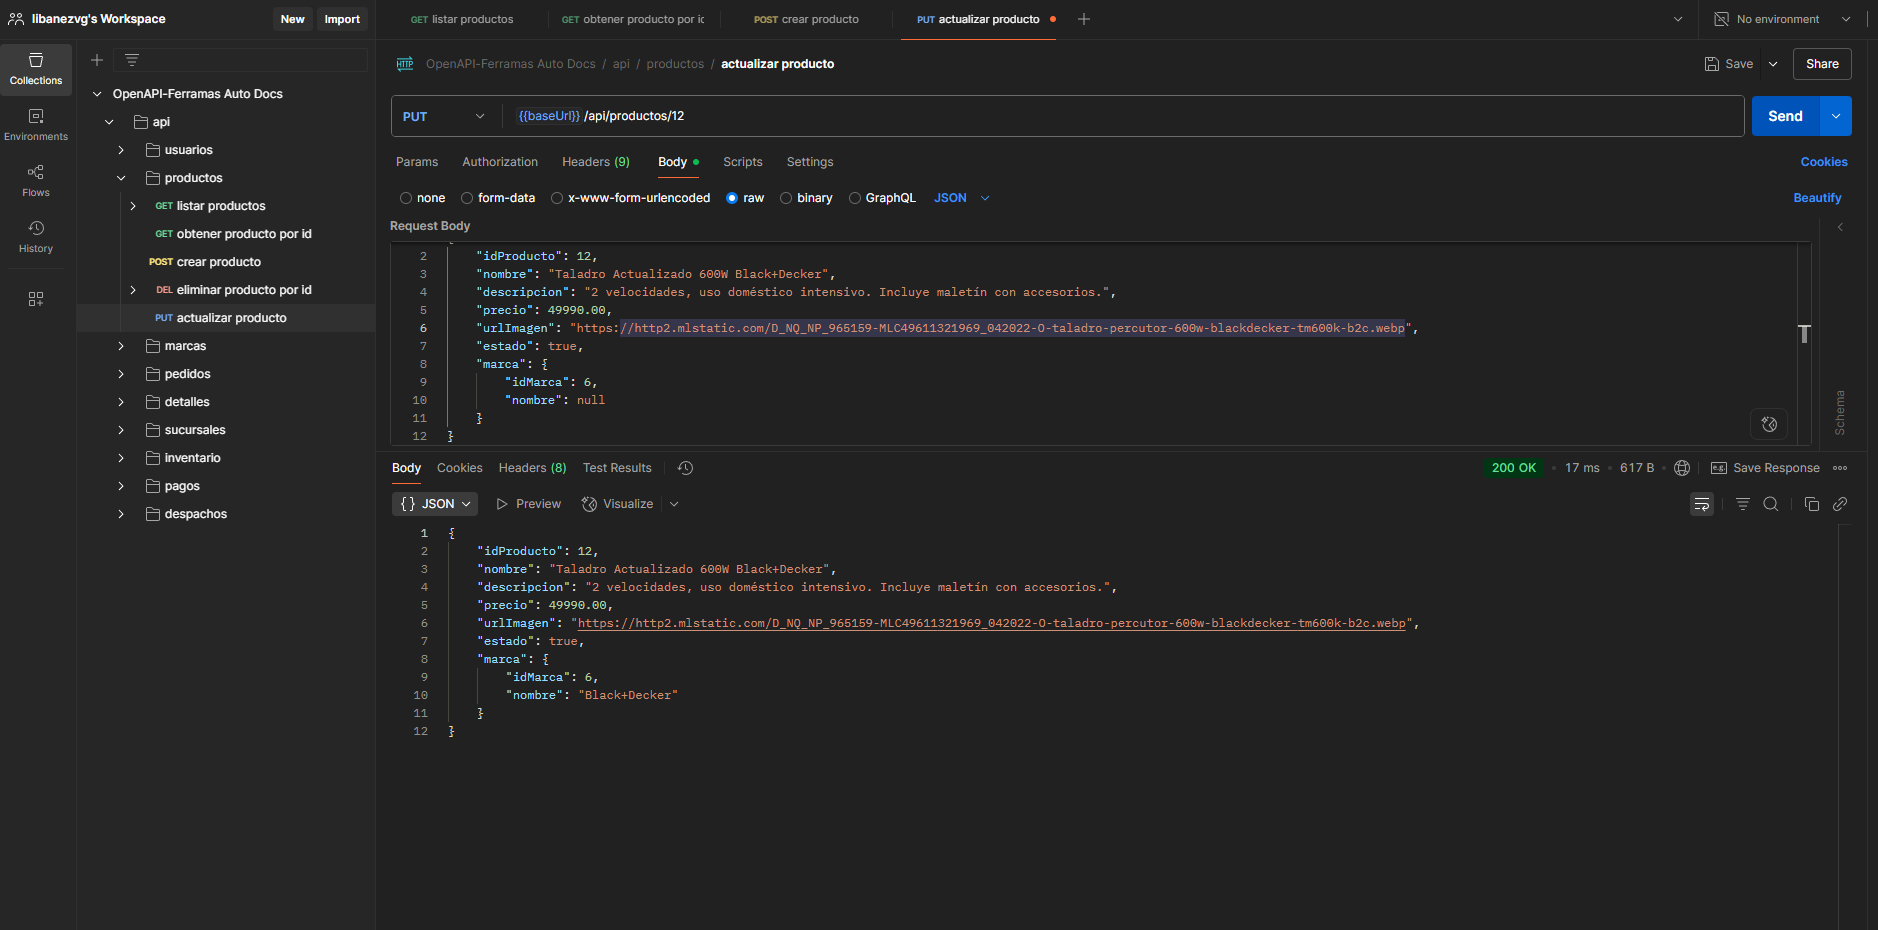 libanezvg's Workspace
New
Import
GET listar productos
GET obtener producto por ic
POST crear producto
PUT actualizar producto
No environment
Collections
Environments
Flows
History
OpenAPI-Ferramas Auto Docs
api
usuarios
productos
GET listar productos
GET obtener producto por id
POST crear producto
DEL eliminar producto por id
PUT actualizar producto
marcas
pedidos
detalles
sucursales
inventario
pagos
despachos
HTTP OpenAPI-Ferramas Auto Docs / api / productos / actualizar producto
Save
Share
PUT
{{baseUrl}} /api/productos/12
Send
Params Authorization Headers (9) Body Scripts Settings
Cookies
none form-data x-www-form-urlencoded raw binary GraphQL JSON
Beautify
Request Body
2 "idProducto": 12,
3 "nombre": "Taladro Actualizado 600W Black+Decker",
4 "descripcion": "2 velocidades, uso doméstico intensivo. Incluye maletín con accesorios.",
5 "precio": 49990.00,
6 "urlImagen": "https://http2.mlstatic.com/D_NQ_NP_965159-MLC49611321969_042022-O-taladro-percutor-600w-blackdecker-tm600k-b2c.webp",
7 "estado": true,
8 "marca": {
9 "idMarca": 6,
10 "nombre": null
11 }
12 }
Schema
Body Cookies Headers (8) Test Results
200 OK • 17 ms • 617 B •
e.g. Save Response
{} JSON
Preview
Visualize
1 {
2 "idProducto": 12,
3 "nombre": "Taladro Actualizado 600W Black+Decker",
4 "descripcion": "2 velocidades, uso doméstico intensivo. Incluye maletín con accesorios.",
5 "precio": 49990.00,
6 "urlImagen": "https://http2.mlstatic.com/D_NQ_NP_965159-MLC49611321969_042022-O-taladro-percutor-600w-blackdecker-tm600k-b2c.webp",
7 "estado": true,
8 "marca": {
9 "idMarca": 6,
10 "nombre": "Black+Decker"
11 }
12 }